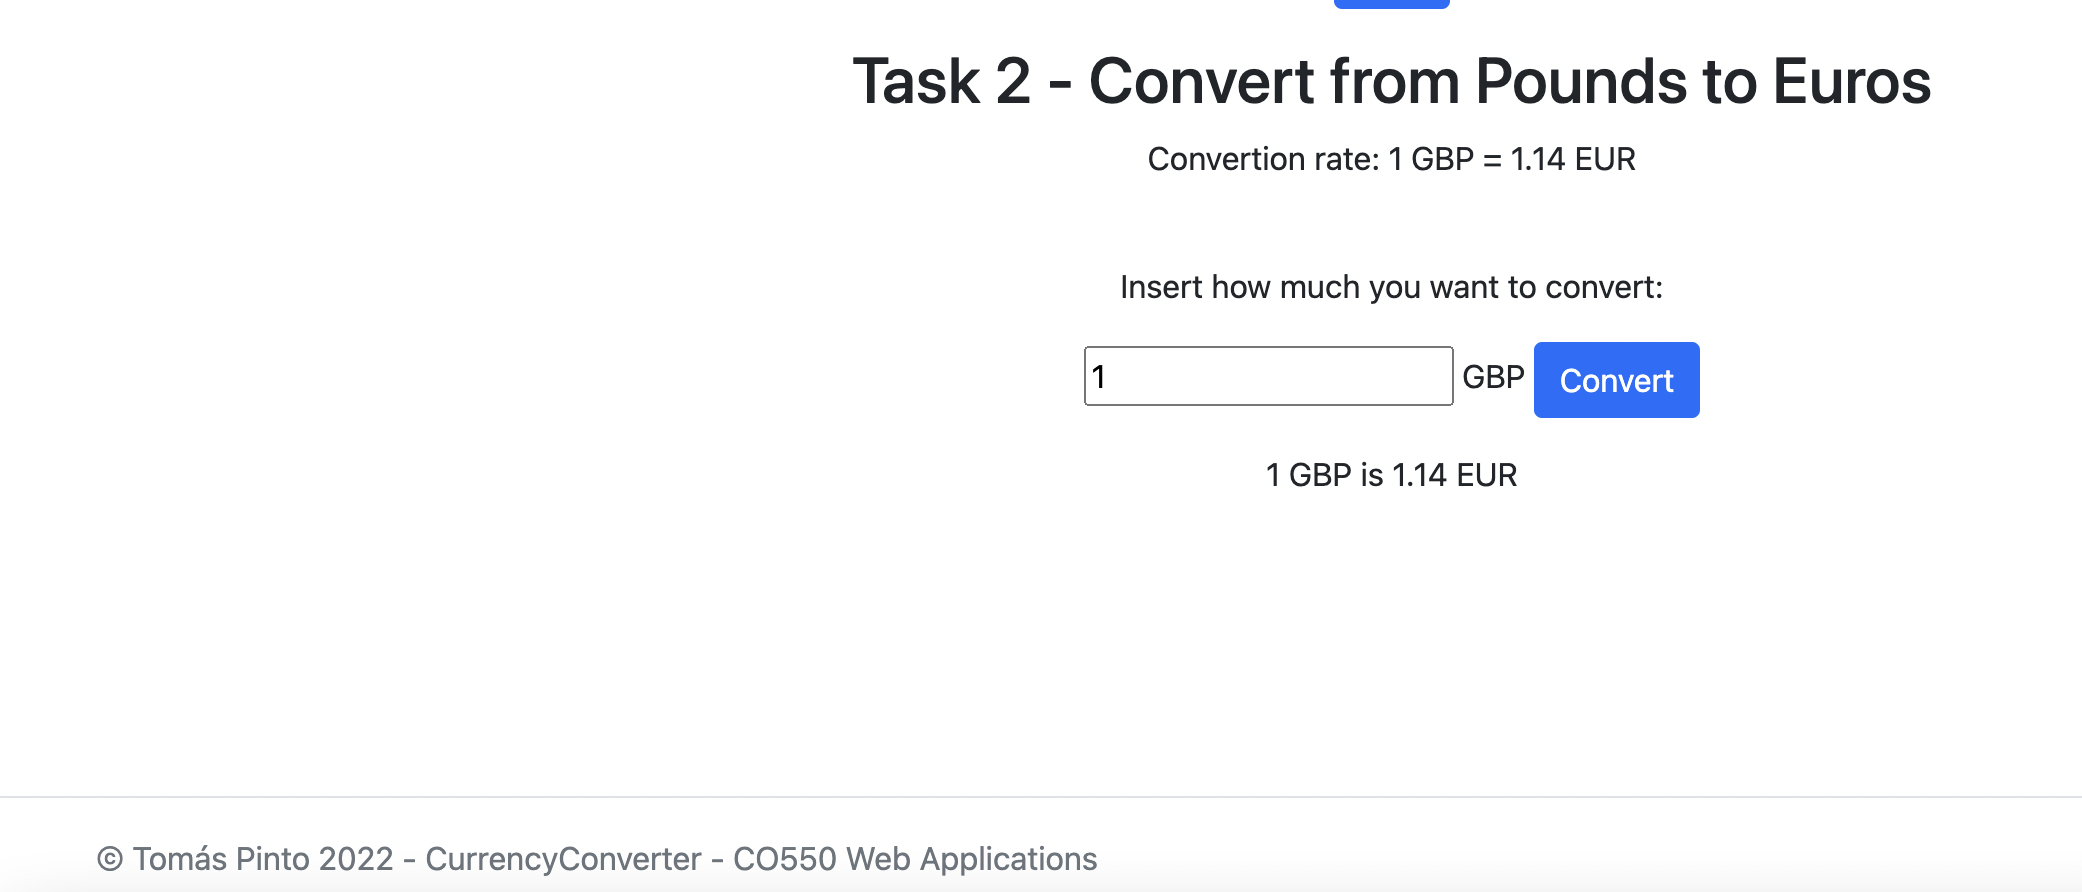 Task 2 - Convert from Pounds to Euros
Convertion rate: 1 GBP = 1.14 EUR
Insert how much you want to convert:
1 GBP Convert
1 GBP is 1.14 EUR
© Tomás Pinto 2022 - CurrencyConverter - CO550 Web Applications